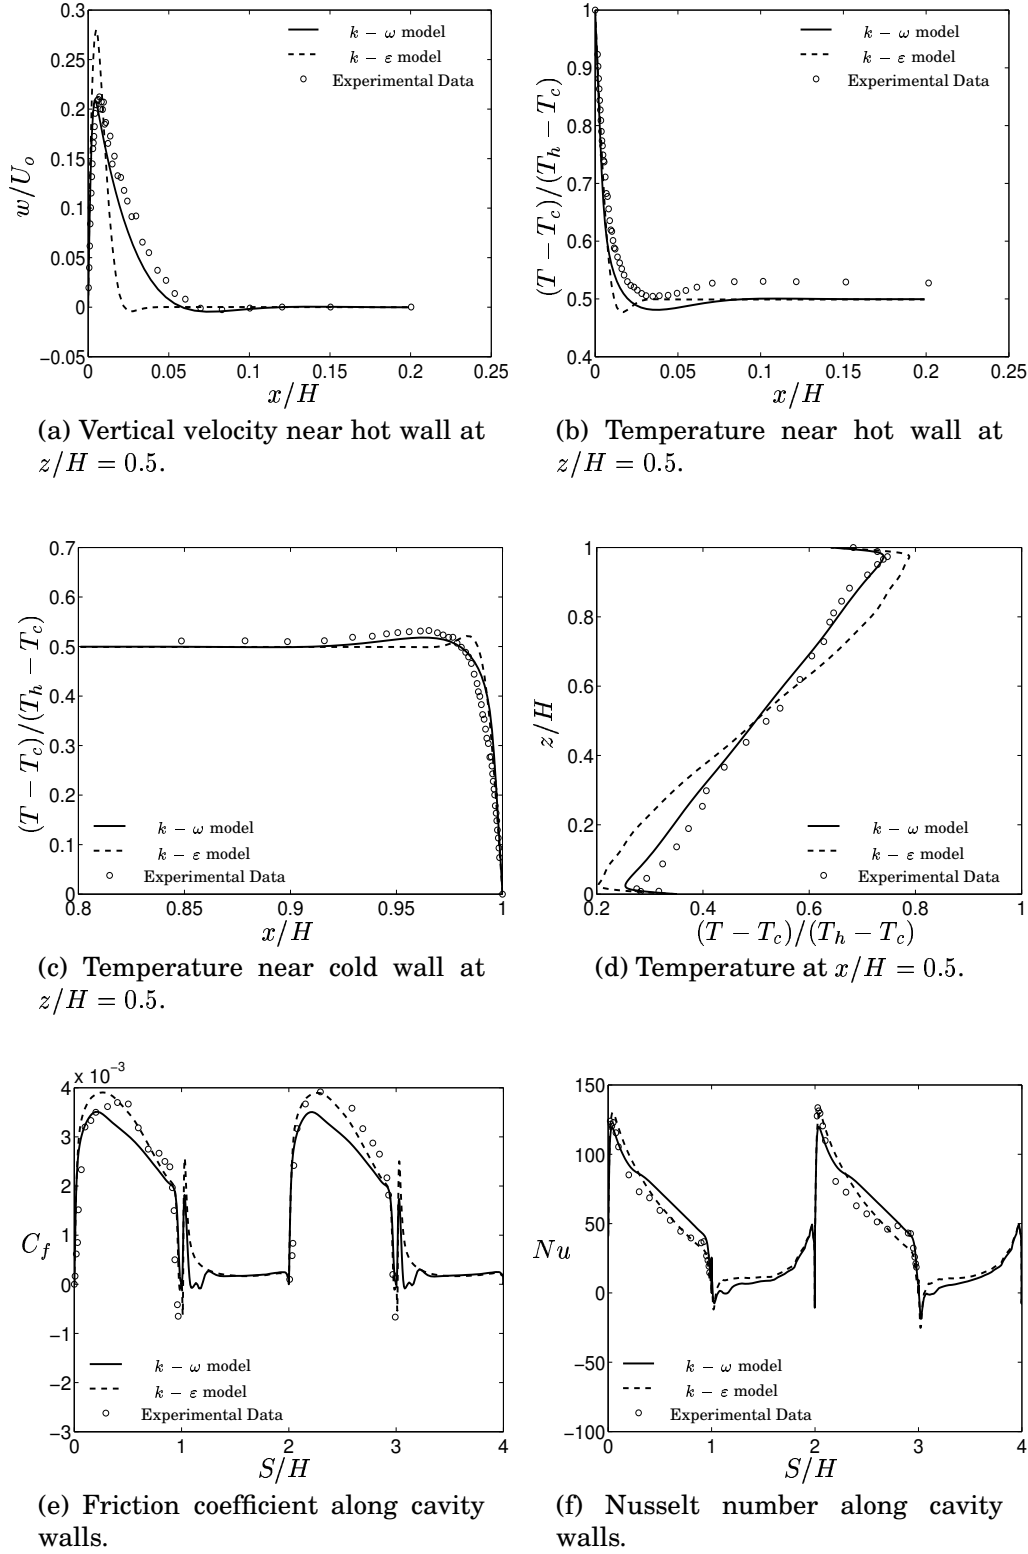 0.3
0.25
0.2
0.15
0.1
0.05
0
−0.05
w/U_o
k − ω model
k − ε model
Experimental Data
0 0.05 0.1 0.15 0.2 0.25
x/H
(a) Vertical velocity near hot wall at
z/H = 0.5.
1
0.9
0.8
0.7
0.6
0.5
0.4
(T − T_c)/(T_h − T_c)
k − ω model
k − ε model
Experimental Data
0 0.05 0.1 0.15 0.2 0.25
x/H
(b) Temperature near hot wall at
z/H = 0.5.
0.7
0.6
0.5
0.4
0.3
0.2
0.1
0
(T − T_c)/(T_h − T_c)
k − ω model
k − ε model
Experimental Data
0.8 0.85 0.9 0.95 1
x/H
(c) Temperature near cold wall at
z/H = 0.5.
1
0.8
0.6
0.4
0.2
0
z/H
k − ω model
k − ε model
Experimental Data
0.2 0.4 0.6 0.8 1
(T − T_c)/(T_h − T_c)
(d) Temperature at x/H = 0.5.
x 10^−3
4
3
2
1
0
−1
−2
−3
C_f
k − ω model
k − ε model
Experimental Data
0 1 2 3 4
S/H
(e) Friction coefficient along cavity
walls.
150
100
50
0
−50
−100
Nu
k − ω model
k − ε model
Experimental Data
0 1 2 3 4
S/H
(f) Nusselt number along cavity
walls.